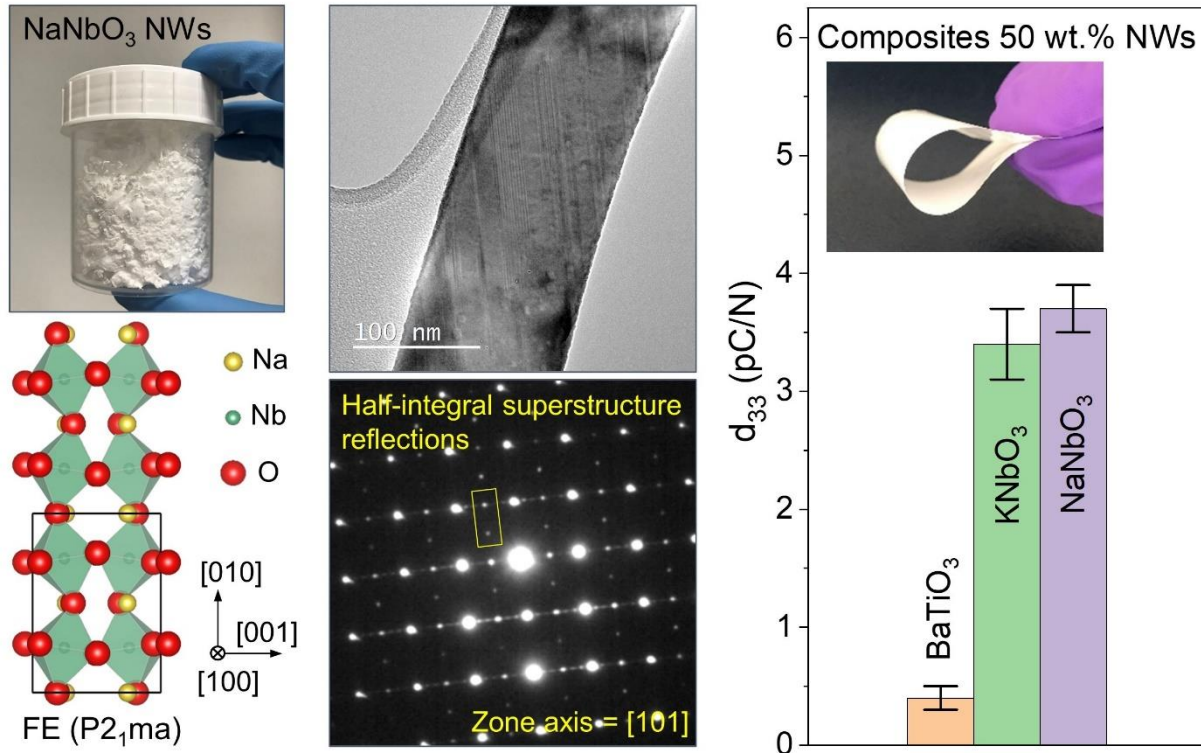 NaNbO₃ NWs
Na
Nb
O
[010]
[001]
[100]
FE (P2₁ma)
100 nm
Half-integral superstructure
reflections
Zone axis = [101]
Composites 50 wt.% NWs
d₃₃ (pC/N)
6
5
4
3
2
1
0
BaTiO₃
KNbO₃
NaNbO₃